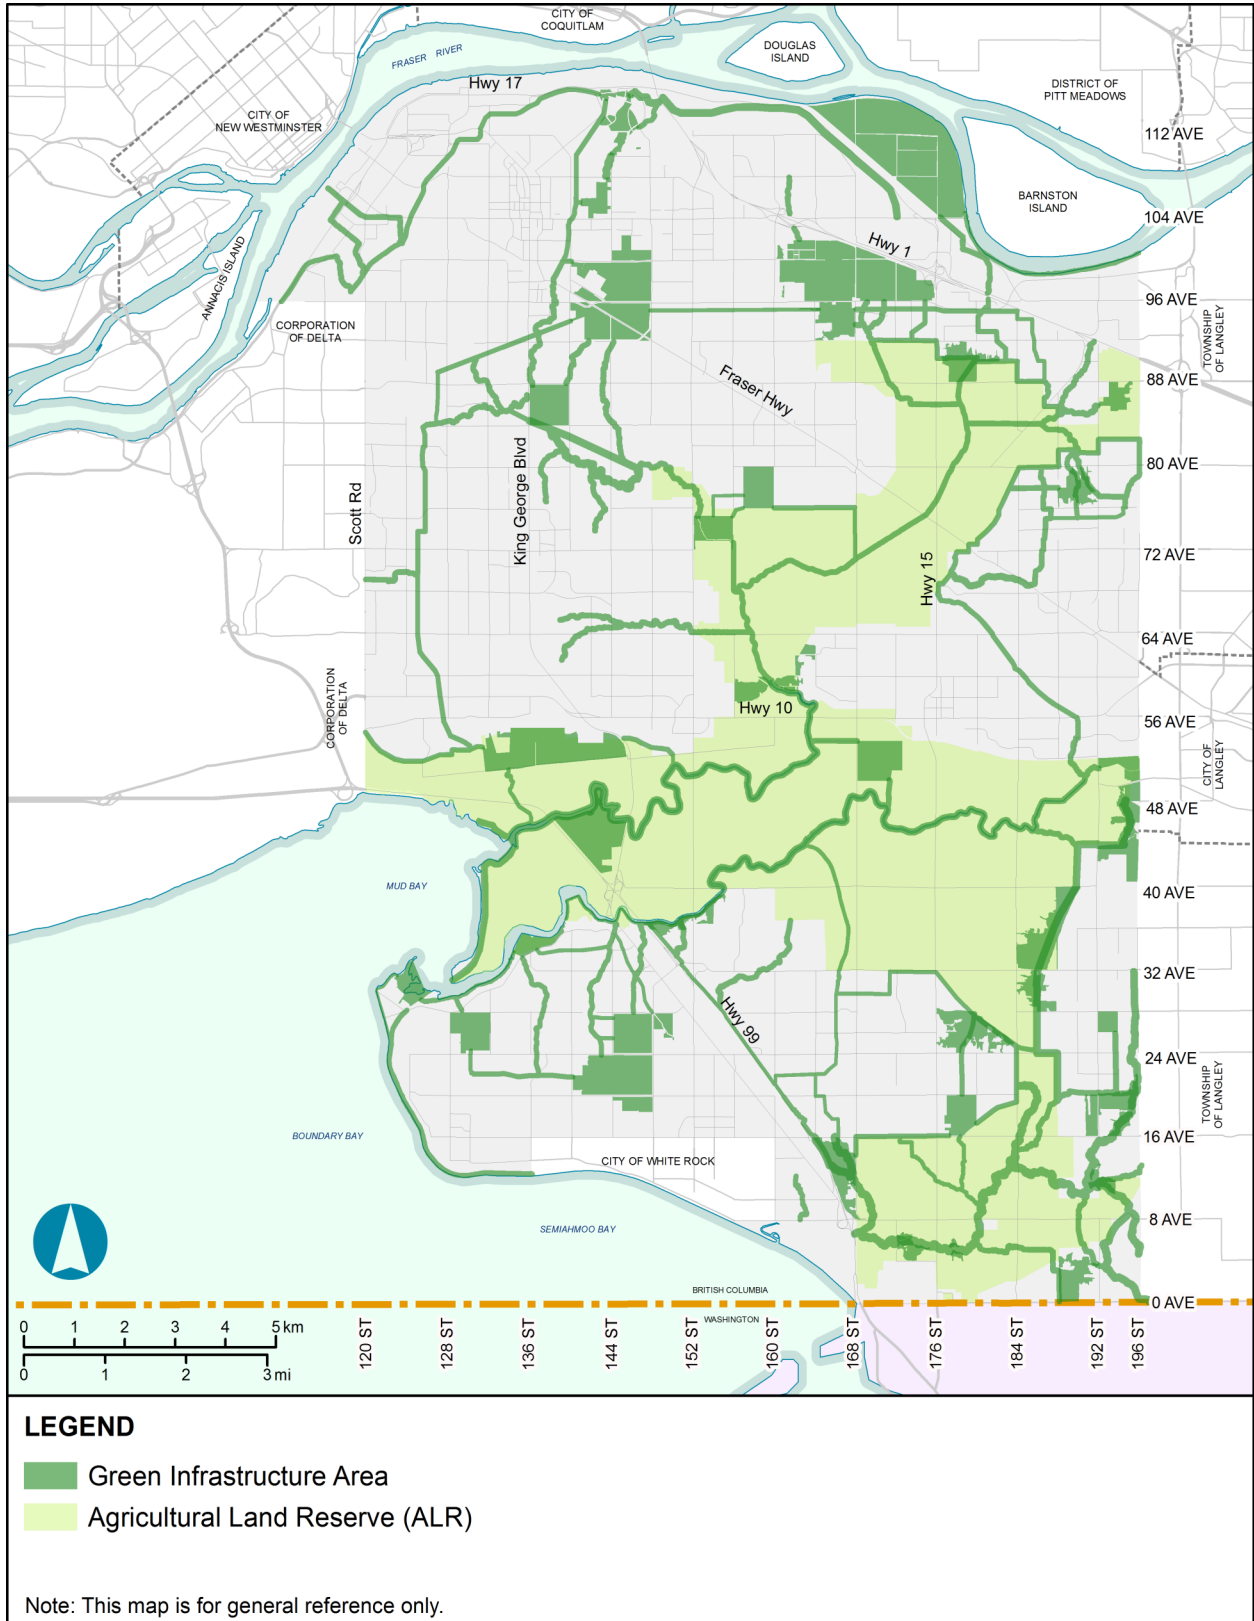 CITY OF
COQUITLAM
FRASER RIVER
DOUGLAS
ISLAND
Hwy 17
DISTRICT OF
PITT MEADOWS
CITY OF
NEW WESTMINSTER
112 AVE
BARNSTON
ISLAND
104 AVE
Hwy 1
ANNACIS ISLAND
96 AVE
CORPORATION
OF DELTA
TOWNSHIP
OF LANGLEY
88 AVE
Fraser Hwy
King George Blvd
80 AVE
Scott Rd
72 AVE
Hwy 15
64 AVE
CORPORATION
OF DELTA
Hwy 10
56 AVE
CITY OF
LANGLEY
48 AVE
MUD BAY
40 AVE
32 AVE
Hwy 99
24 AVE
TOWNSHIP
OF LANGLEY
BOUNDARY BAY
16 AVE
CITY OF WHITE ROCK
8 AVE
SEMIAHMOO BAY
BRITISH COLUMBIA
0 AVE
WASHINGTON
0 1 2 3 4 5 km
0 1 2 3 mi
120 ST
128 ST
136 ST
144 ST
152 ST
160 ST
168 ST
176 ST
184 ST
192 ST
196 ST
LEGEND
Green Infrastructure Area
Agricultural Land Reserve (ALR)
Note: This map is for general reference only.